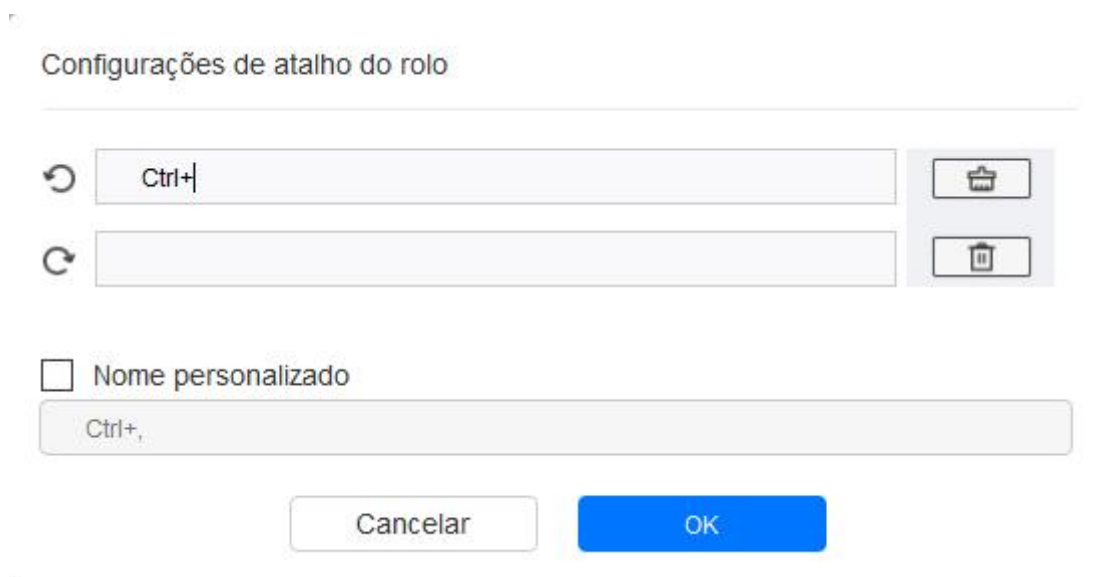 Configurações de atalho do rolo
Ctrl+
Nome personalizado
Ctrl+,
Cancelar
OK